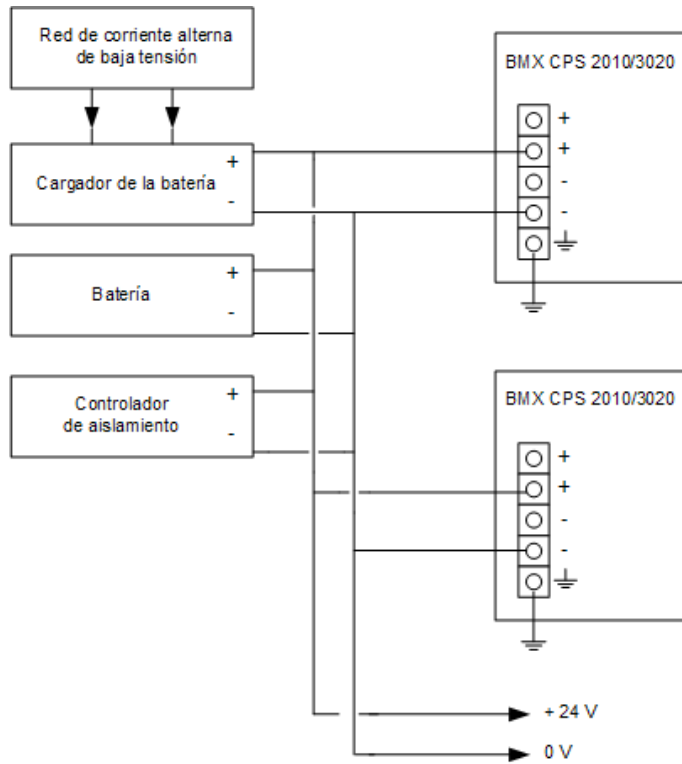 Red de corriente alterna
de baja tensión
Cargador de la batería
+
-
Batería
+
-
Controlador
de aislamiento
+
-
BMX CPS 2010/3020
+
+
-
-
BMX CPS 2010/3020
+
+
-
-
+ 24 V
0 V